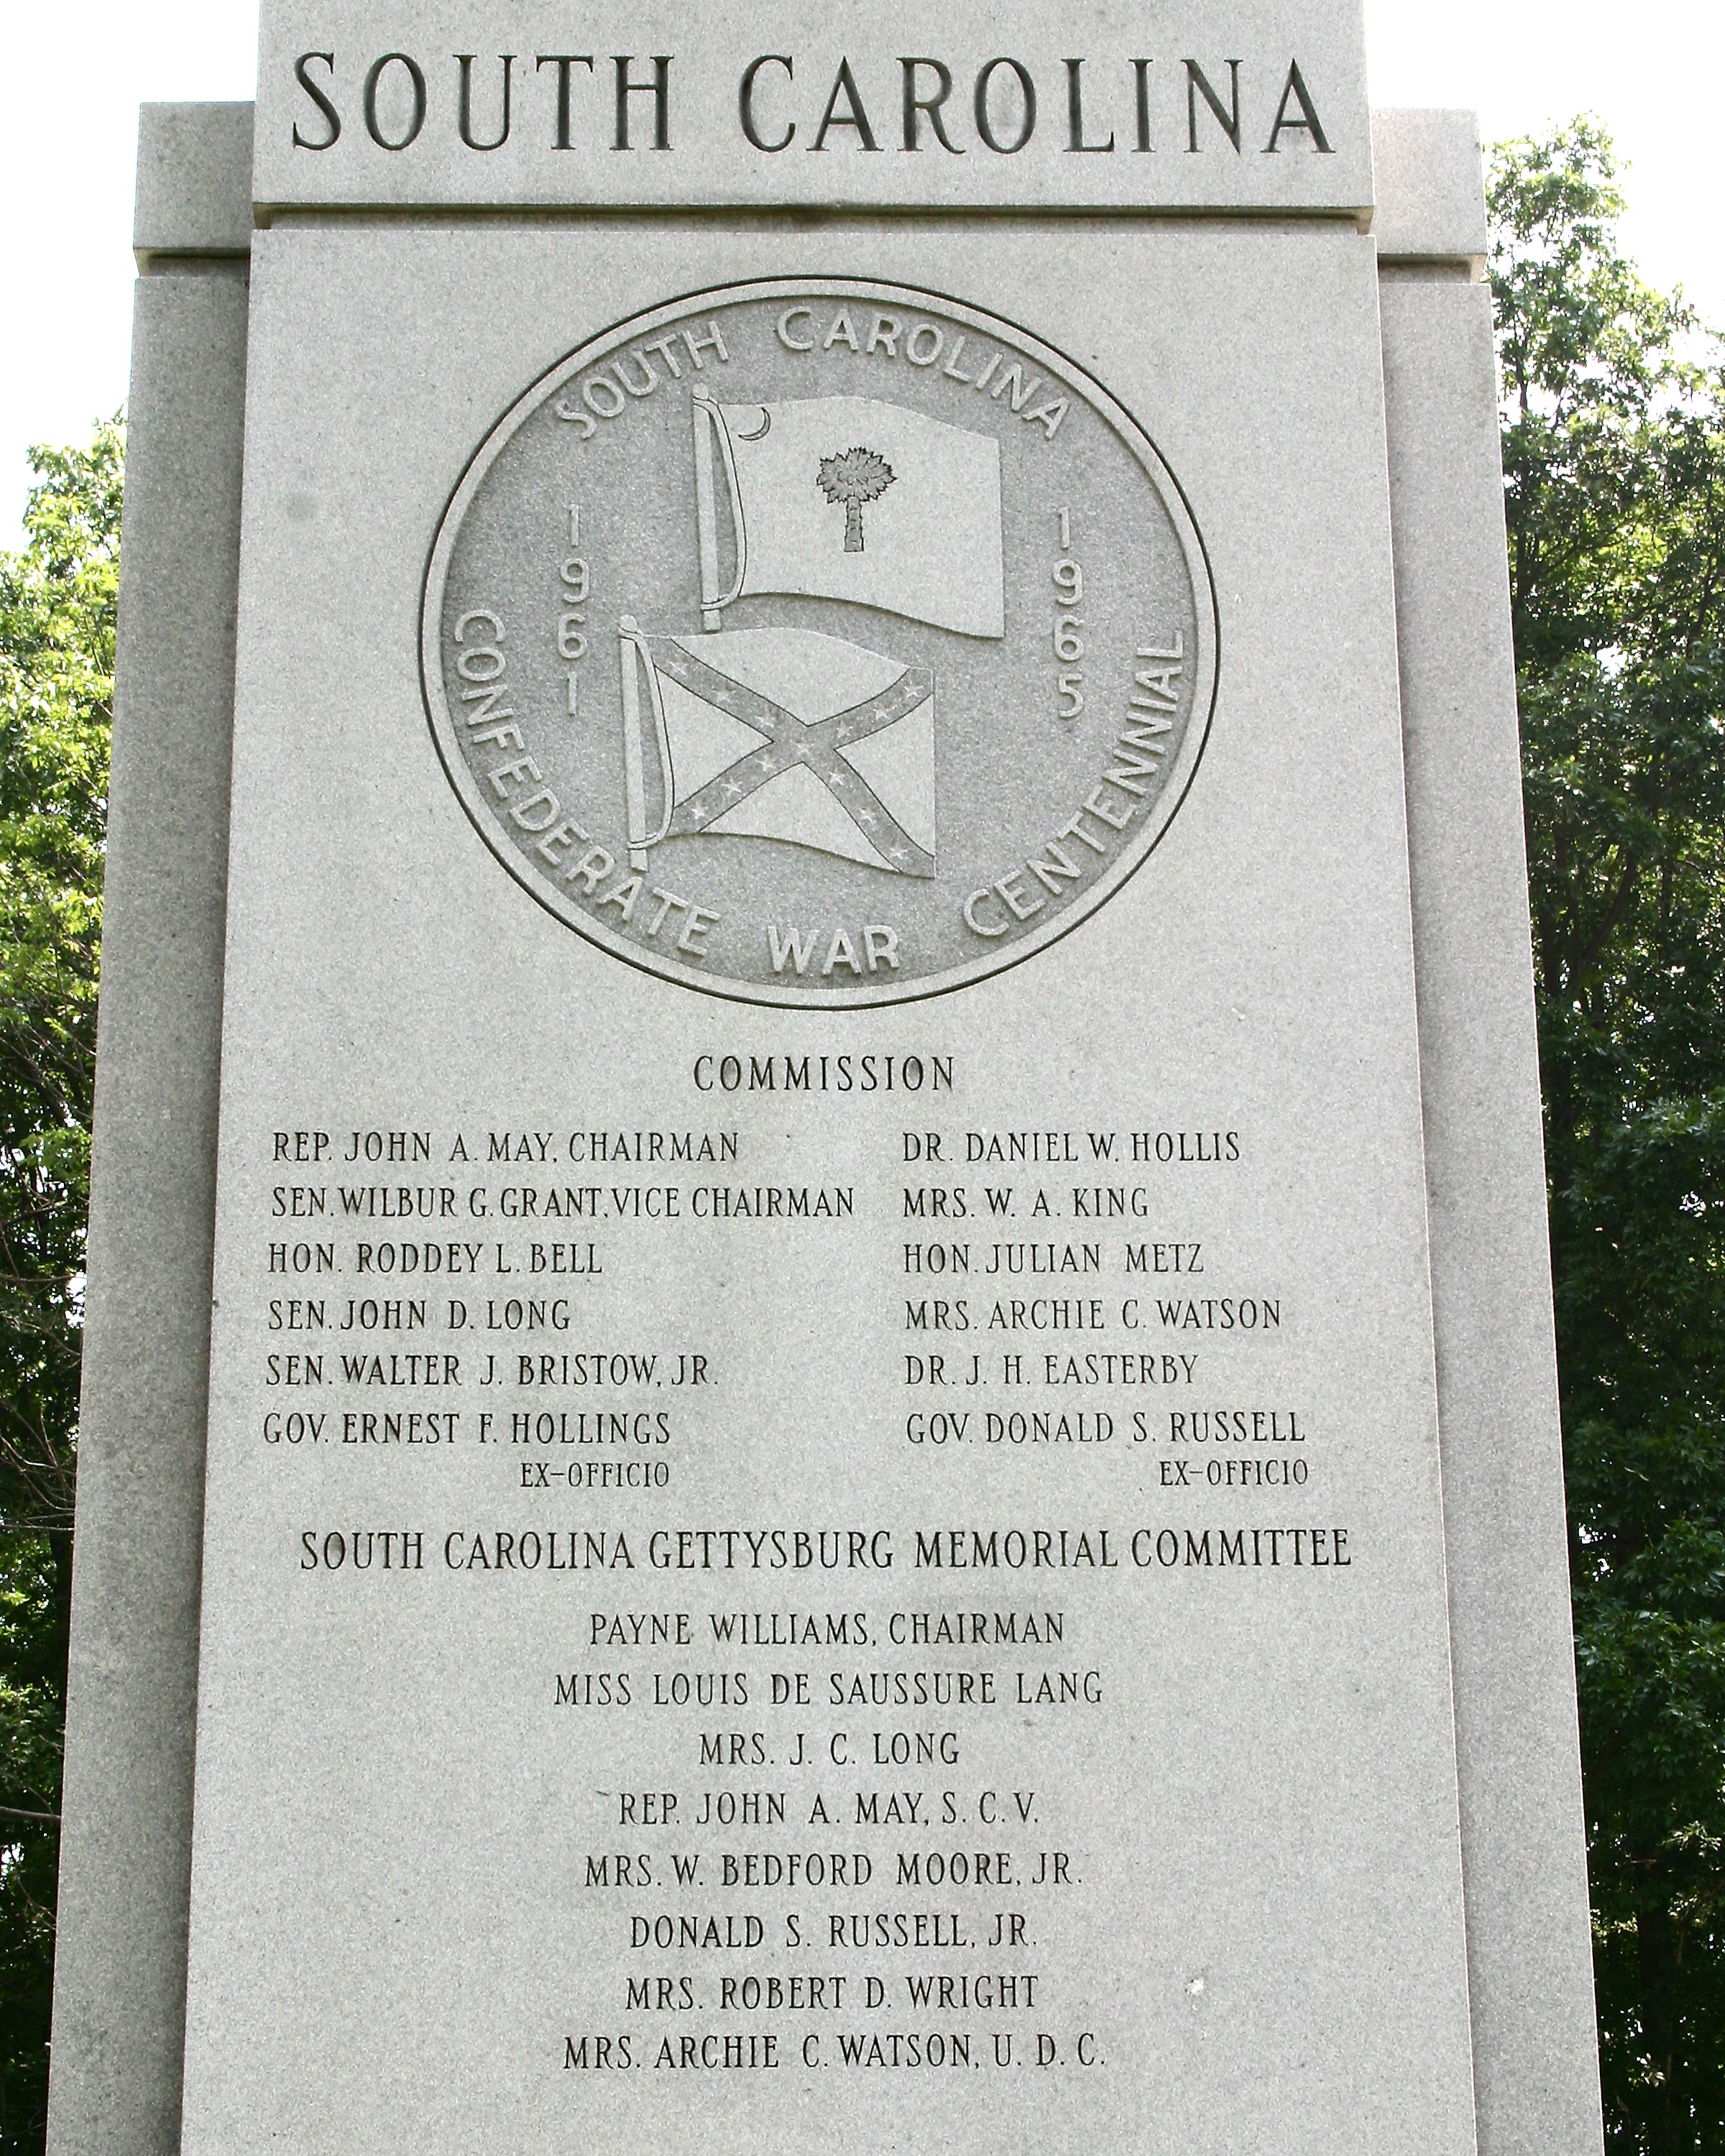 SOUTH CAROLINA
SOUTH CAROLINA
1961
1965
CONFEDERATE WAR CENTENNIAL
COMMISSION
REP. JOHN A. MAY, CHAIRMAN
SEN. WILBUR G. GRANT, VICE CHAIRMAN
HON. RODDEY L. BELL
SEN. JOHN D. LONG
SEN. WALTER J. BRISTOW, JR.
GOV. ERNEST F. HOLLINGS
EX-OFFICIO
DR. DANIEL W. HOLLIS
MRS. W. A. KING
HON. JULIAN METZ
MRS. ARCHIE C. WATSON
DR. J. H. EASTERBY
GOV. DONALD S. RUSSELL
EX-OFFICIO
SOUTH CAROLINA GETTYSBURG MEMORIAL COMMITTEE
PAYNE WILLIAMS, CHAIRMAN
MISS LOUIS DE SAUSSURE LANG
MRS. J. C. LONG
REP. JOHN A. MAY, S. C. V.
MRS. W. BEDFORD MOORE, JR.
DONALD S. RUSSELL, JR.
MRS. ROBERT D. WRIGHT
MRS. ARCHIE C. WATSON, U. D. C.